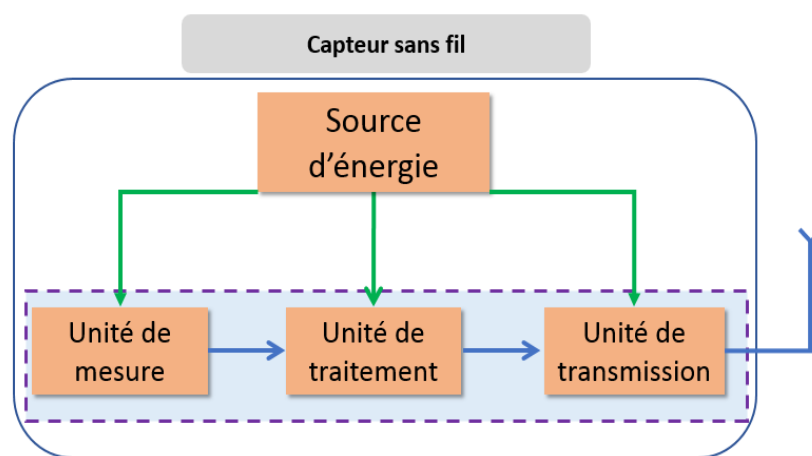 Capteur sans fil
Source
d’énergie
Unité de
mesure
Unité de
traitement
Unité de
transmission